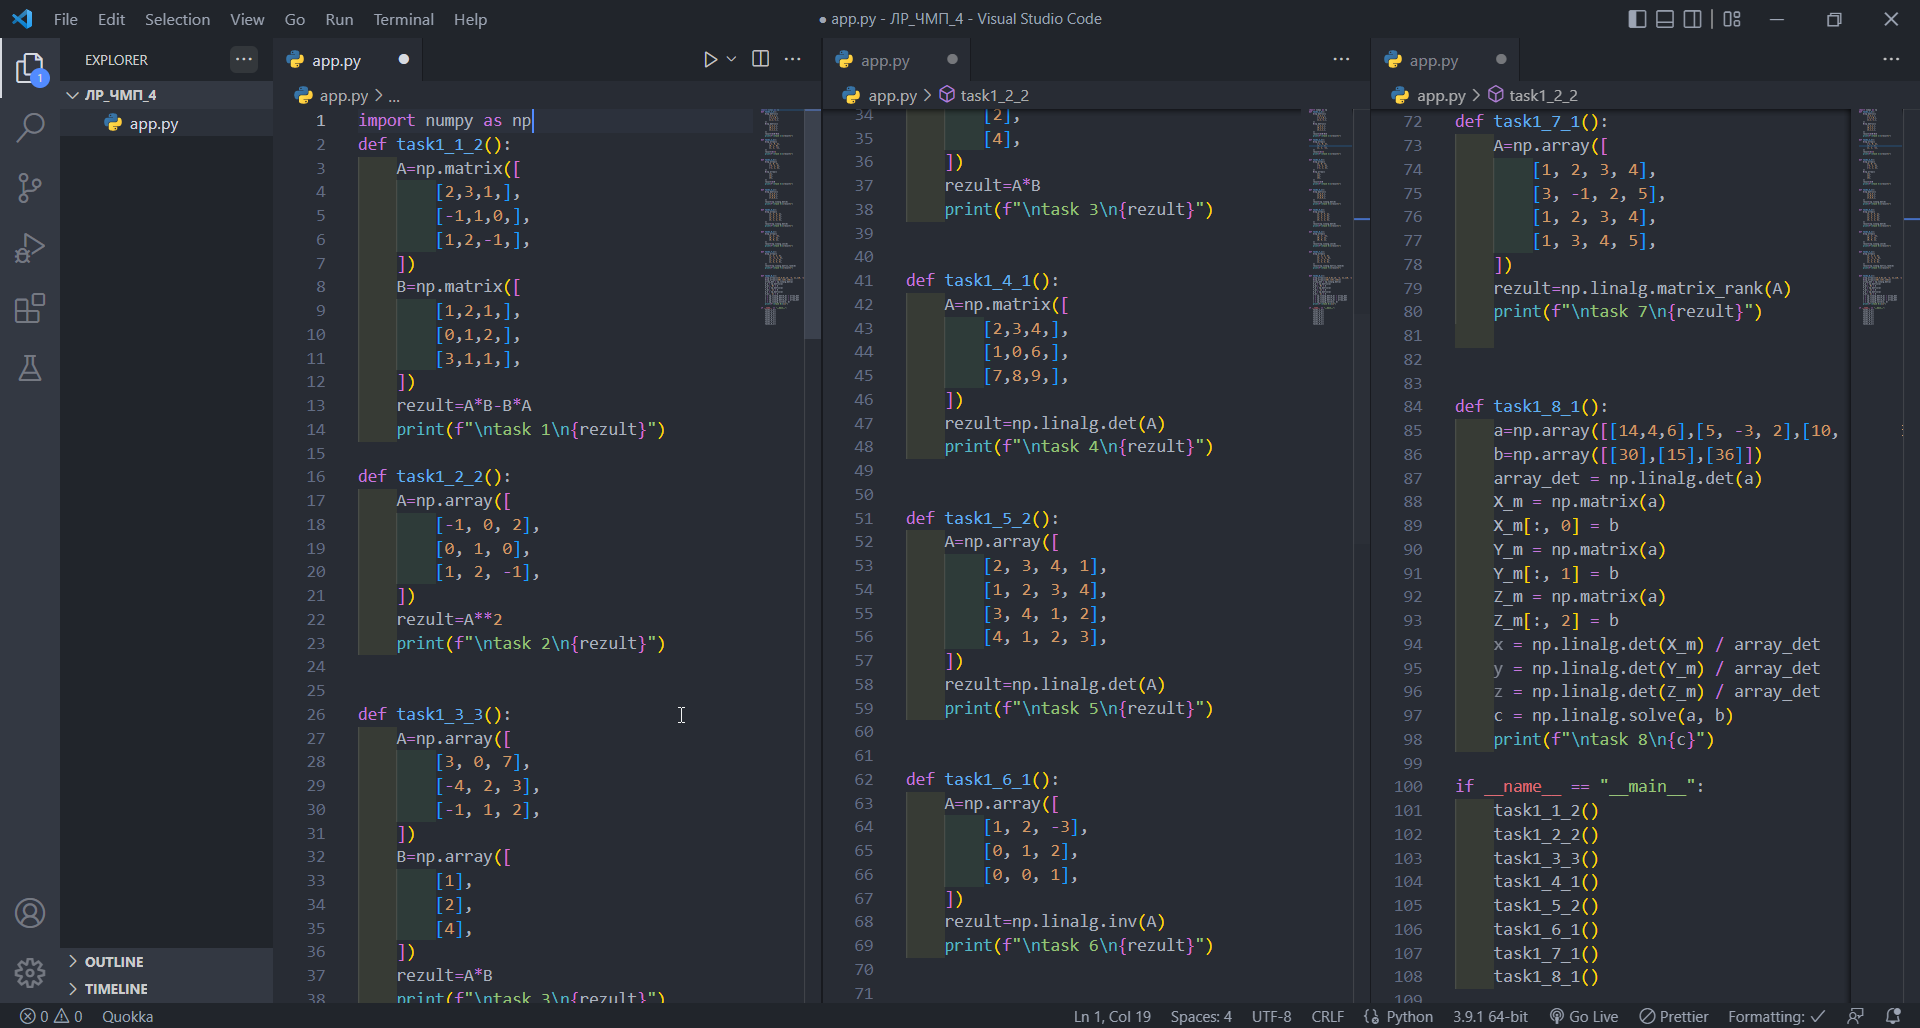 File Edit Selection View Go Run Terminal Help
● app.py - ЛР_ЧМП_4 - Visual Studio Code
EXPLORER
ЛР_ЧМП_4
app.py
1
OUTLINE
TIMELINE
app.py
app.py > ...
1 import numpy as np
2 def task1_1_2():
3 A=np.matrix([
4 [2,3,1,],
5 [-1,1,0,],
6 [1,2,-1,],
7 ])
8 B=np.matrix([
9 [1,2,1,],
10 [0,1,2,],
11 [3,1,1,],
12 ])
13 rezult=A*B-B*A
14 print(f"\ntask 1\n{rezult}")
15
16 def task1_2_2():
17 A=np.array([
18 [-1, 0, 2],
19 [0, 1, 0],
20 [1, 2, -1],
21 ])
22 rezult=A**2
23 print(f"\ntask 2\n{rezult}")
24
25
26 def task1_3_3():
27 A=np.array([
28 [3, 0, 7],
29 [-4, 2, 3],
30 [-1, 1, 2],
31 ])
32 B=np.array([
33 [1],
34 [2],
35 [4],
36 ])
37 rezult=A*B
38 print(f"\ntask 3\n{rezult}")
app.py
app.py > task1_2_2
34 [2],
35 [4],
36 ])
37 rezult=A*B
38 print(f"\ntask 3\n{rezult}")
39
40
41 def task1_4_1():
42 A=np.matrix([
43 [2,3,4,],
44 [1,0,6,],
45 [7,8,9,],
46 ])
47 rezult=np.linalg.det(A)
48 print(f"\ntask 4\n{rezult}")
49
50
51 def task1_5_2():
52 A=np.array([
53 [2, 3, 4, 1],
54 [1, 2, 3, 4],
55 [3, 4, 1, 2],
56 [4, 1, 2, 3],
57 ])
58 rezult=np.linalg.det(A)
59 print(f"\ntask 5\n{rezult}")
60
61
62 def task1_6_1():
63 A=np.array([
64 [1, 2, -3],
65 [0, 1, 2],
66 [0, 0, 1],
67 ])
68 rezult=np.linalg.inv(A)
69 print(f"\ntask 6\n{rezult}")
70
71
app.py
app.py > task1_2_2
72 def task1_7_1():
73 A=np.array([
74 [1, 2, 3, 4],
75 [3, -1, 2, 5],
76 [1, 2, 3, 4],
77 [1, 3, 4, 5],
78 ])
79 rezult=np.linalg.matrix_rank(A)
80 print(f"\ntask 7\n{rezult}")
81
82
83
84 def task1_8_1():
85 a=np.array([[14,4,6],[5, -3, 2],[10,
86 b=np.array([[30],[15],[36]])
87 array_det = np.linalg.det(a)
88 X_m = np.matrix(a)
89 X_m[:, 0] = b
90 Y_m = np.matrix(a)
91 Y_m[:, 1] = b
92 Z_m = np.matrix(a)
93 Z_m[:, 2] = b
94 x = np.linalg.det(X_m) / array_det
95 y = np.linalg.det(Y_m) / array_det
96 z = np.linalg.det(Z_m) / array_det
97 c = np.linalg.solve(a, b)
98 print(f"\ntask 8\n{c}")
99
100 if __name__ == "__main__":
101 task1_1_2()
102 task1_2_2()
103 task1_3_3()
104 task1_4_1()
105 task1_5_2()
106 task1_6_1()
107 task1_7_1()
108 task1_8_1()
109
0 0 Quokka
Ln 1, Col 19 Spaces: 4 UTF-8 CRLF Python 3.9.1 64-bit Go Live Prettier Formatting: ✓